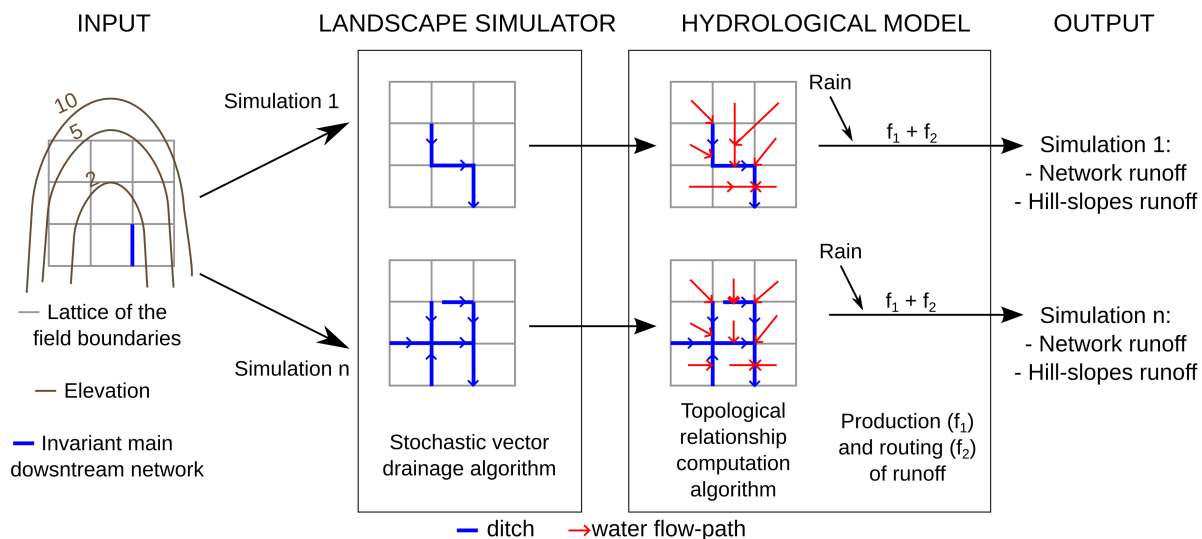 INPUT
LANDSCAPE SIMULATOR
HYDROLOGICAL MODEL
OUTPUT
10
5
2
Lattice of the
field boundaries
Elevation
Invariant main
dowsntream network
Simulation 1
Simulation n
Stochastic vector
drainage algorithm
Topological
relationship
computation
algorithm
Rain
f₁ + f₂
Rain
f₁ + f₂
Production (f₁)
and routing (f₂)
of runoff
Simulation 1:
- Network runoff
- Hill-slopes runoff
Simulation n:
- Network runoff
- Hill-slopes runoff
ditch
water flow-path